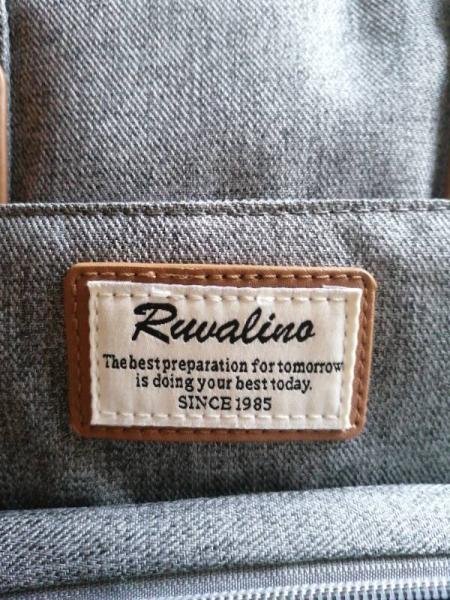 Ruvalino
The best preparation for tomorrow
is doing your best today.
SINCE 1985